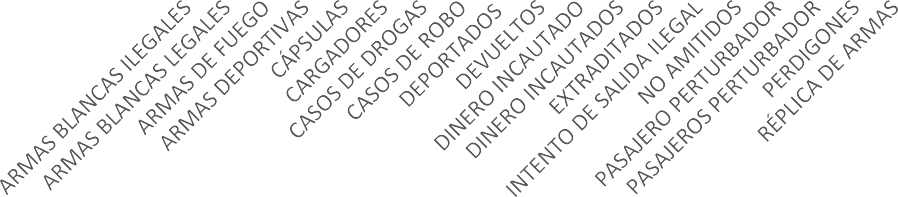 ARMAS BLANCAS ILEGALES
ARMAS BLANCAS LEGALES
ARMAS DE FUEGO
ARMAS DEPORTIVAS
CÁPSULAS
CARGADORES
CASOS DE DROGAS
CASOS DE ROBO
DEPORTADOS
DEVUELTOS
DINERO INCAUTADO
DINERO INCAUTADOS
EXTRADITADOS
INTENTO DE SALIDA ILEGAL
NO AMITIDOS
PASAJERO PERTURBADOR
PASAJEROS PERTURBADOR
PERDIGONES
RÉPLICA DE ARMAS